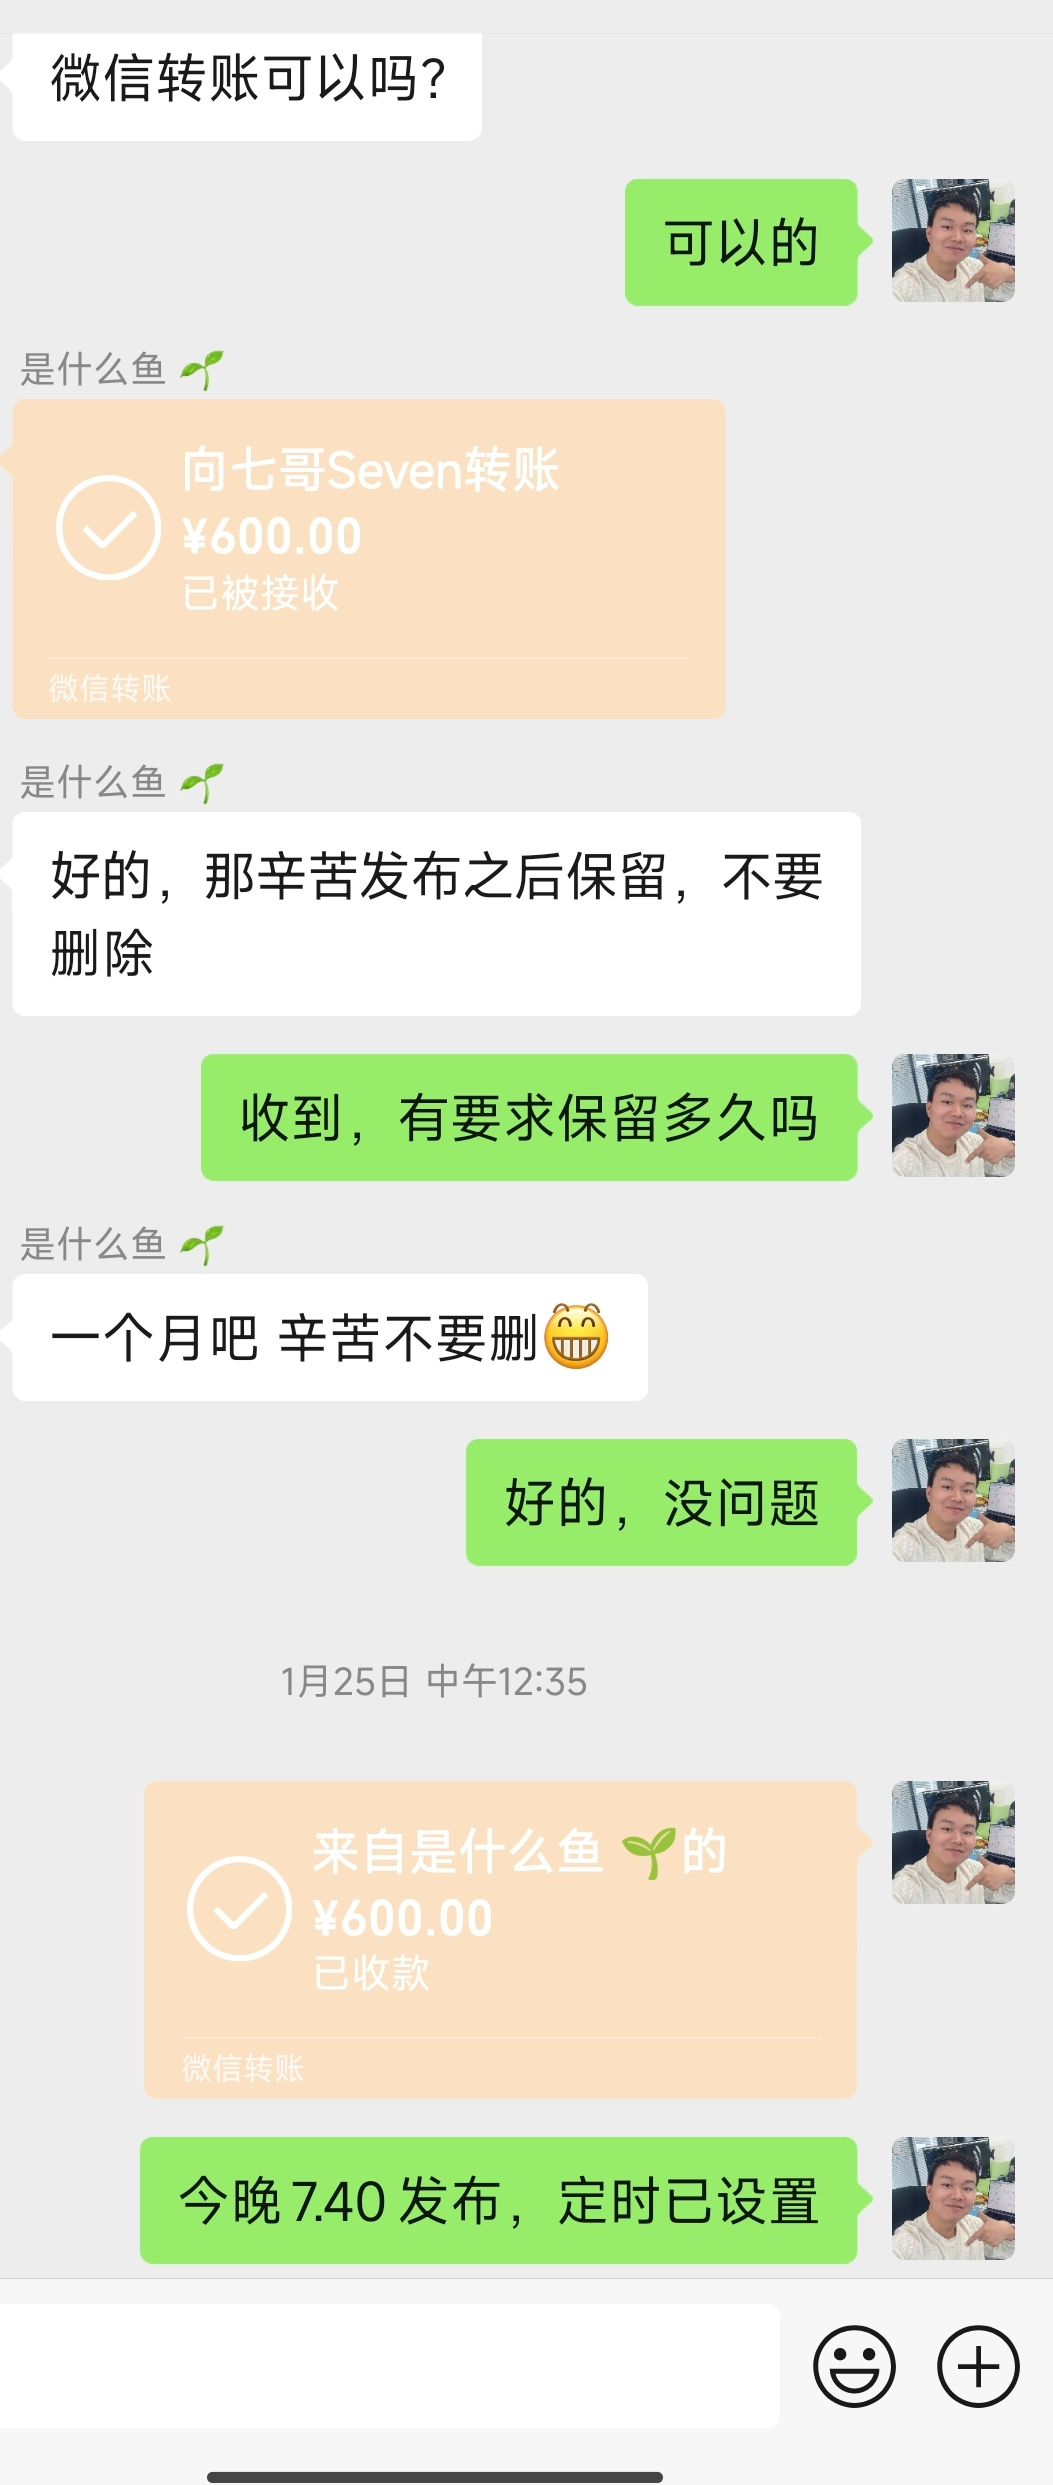 微信转账可以吗？
可以的
是什么鱼 🌱
向七哥Seven转账
¥600.00
已被接收
微信转账
是什么鱼 🌱
好的，那辛苦发布之后保留，不要
删除
收到，有要求保留多久吗
是什么鱼 🌱
一个月吧 辛苦不要删😁
好的，没问题
1月25日 中午12:35
来自是什么鱼 🌱的
¥600.00
已收款
微信转账
今晚7.40发布，定时已设置